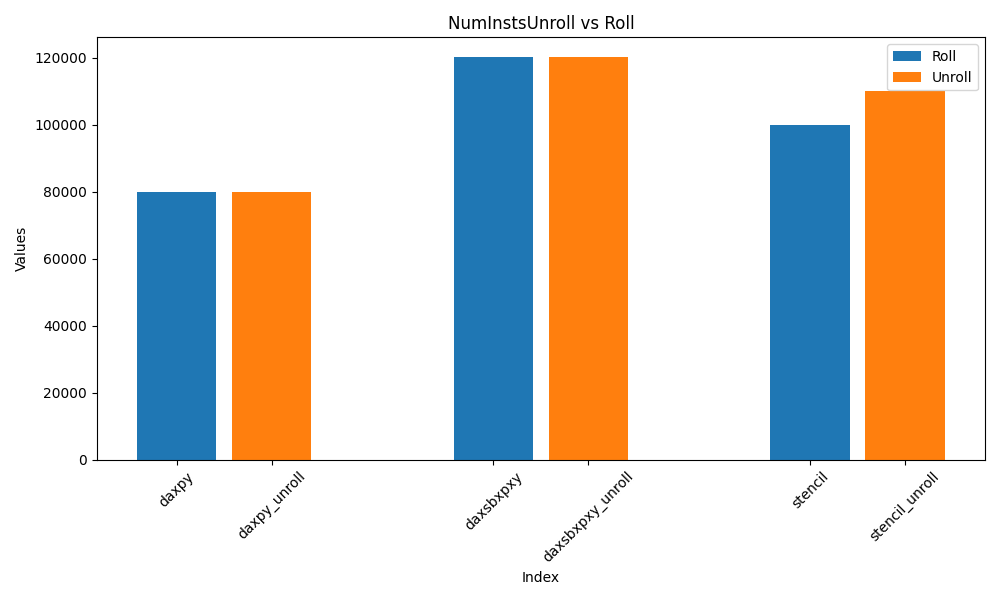 NumInstsUnroll vs Roll
Roll
Unroll
Values
120000
100000
80000
60000
40000
20000
0
daxpy
daxpy_unroll
daxsbxpxy
daxsbxpxy_unroll
stencil
stencil_unroll
Index